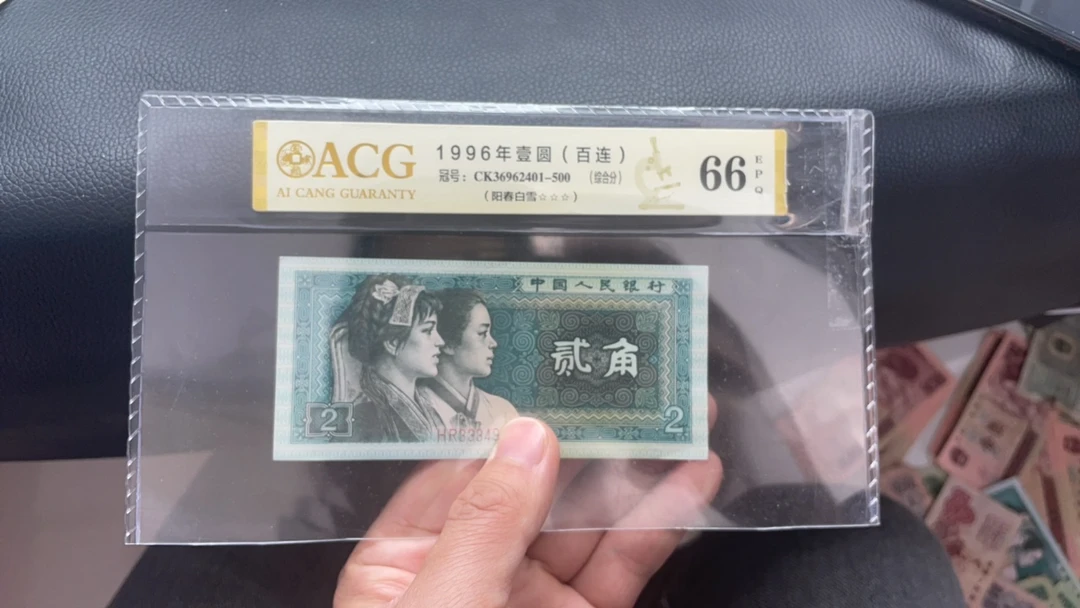 ACG
AI CANG GUARANTY
1996年壹圆（百连）
冠号：CK36962401-500 （综合分）
（阳春白雪☆☆☆）
66
EPQ
中国人民银行
贰角
2
2